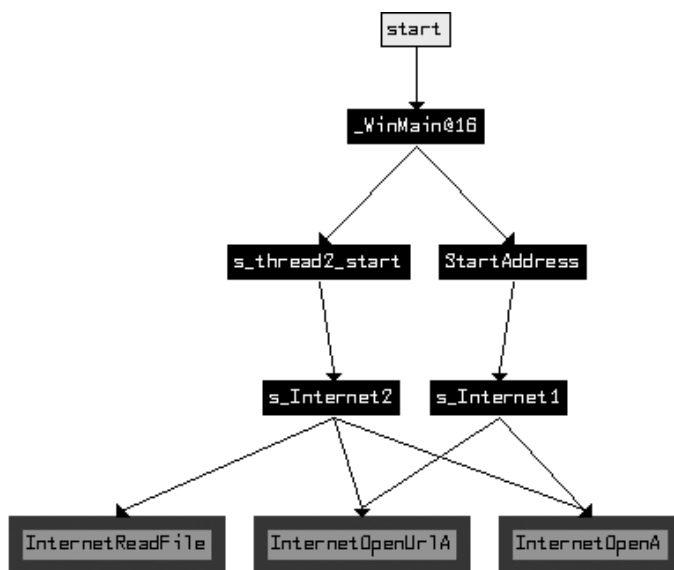 start
_WinMain@16
s_thread2_start
StartAddress
s_Internet2
s_Internet1
InternetReadFile
InternetOpenUrlA
InternetOpenA